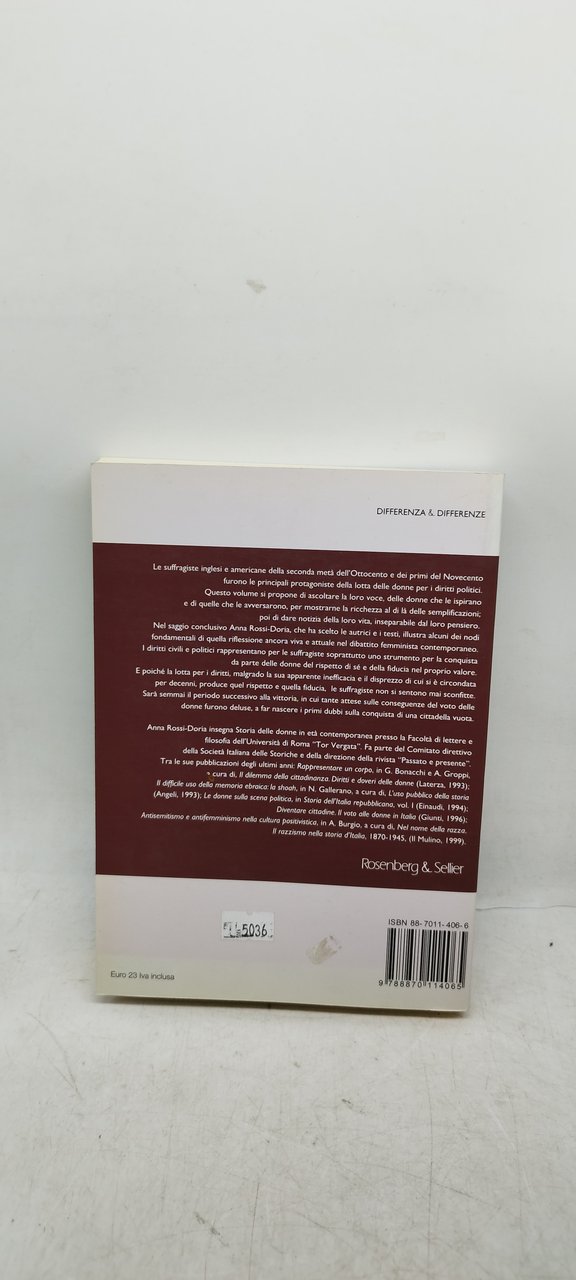 DIFFERENZA & DIFFERENZE
Le suffragiste inglesi e americane della seconda metà dell'Ottocento e dei primi del Novecento
furono le principali protagoniste della lotta delle donne per i diritti politici.
Questo volume si propone di ascoltare la loro voce, delle donne che le ispirano
e di quelle che le avversarono, per mostrarne la ricchezza al di là delle semplificazioni;
poi di dare notizia della loro vita, inseparabile dal loro pensiero.
Nel saggio conclusivo Anna Rossi-Doria, che ha scelto le autrici e i testi, illustra alcuni dei nodi
fondamentali di quella riflessione ancora viva e attuale nel dibattito femminista contemporaneo.
I diritti civili e politici rappresentano per le suffragiste soprattutto uno strumento per la conquista
da parte delle donne del rispetto di sé e della fiducia nel proprio valore.
E poiché la lotta per i diritti, malgrado la sua apparente inefficacia e il disprezzo di cui si è circondata
per decenni, produce quel rispetto e quella fiducia, le suffragiste non si sentono mai sconfitte.
Sarà semmai il periodo successivo alla vittoria, in cui tante attese sulle conseguenze del voto delle
donne furono deluse, a far nascere i primi dubbi sulla conquista di una cittadella vuota.
Anna Rossi-Doria insegna Storia delle donne in età contemporanea presso la Facoltà di lettere e
filosofia dell'Università di Roma "Tor Vergata". Fa parte del Comitato direttivo
della Società Italiana delle Storiche e della direzione della rivista "Passato e presente".
Tra le sue pubblicazioni degli ultimi anni: Rappresentare un corpo, in G. Bonacchi e A. Groppi,
a cura di, Il dilemma della cittadinanza. Diritti e doveri delle donne (Laterza, 1993);
Il difficile uso della memoria ebraica: la shoah, in N. Gallerano, a cura di, L'uso pubblico della storia
(Angeli, 1993); Le donne sulla scena politica, in Storia dell'Italia repubblicana, vol. I (Einaudi, 1994);
Diventare cittadine. Il voto alle donne in Italia (Giunti, 1996);
Antisemitismo e antifemminismo nella cultura positivistica, in A. Burgio, a cura di, Nel nome della razza.
Il razzismo nella storia d'Italia, 1870-1945, (Il Mulino, 1999).
Rosenberg & Sellier
ISBN 88-7011-406-6
5036
Euro 23 Iva inclusa
9 788870 114065